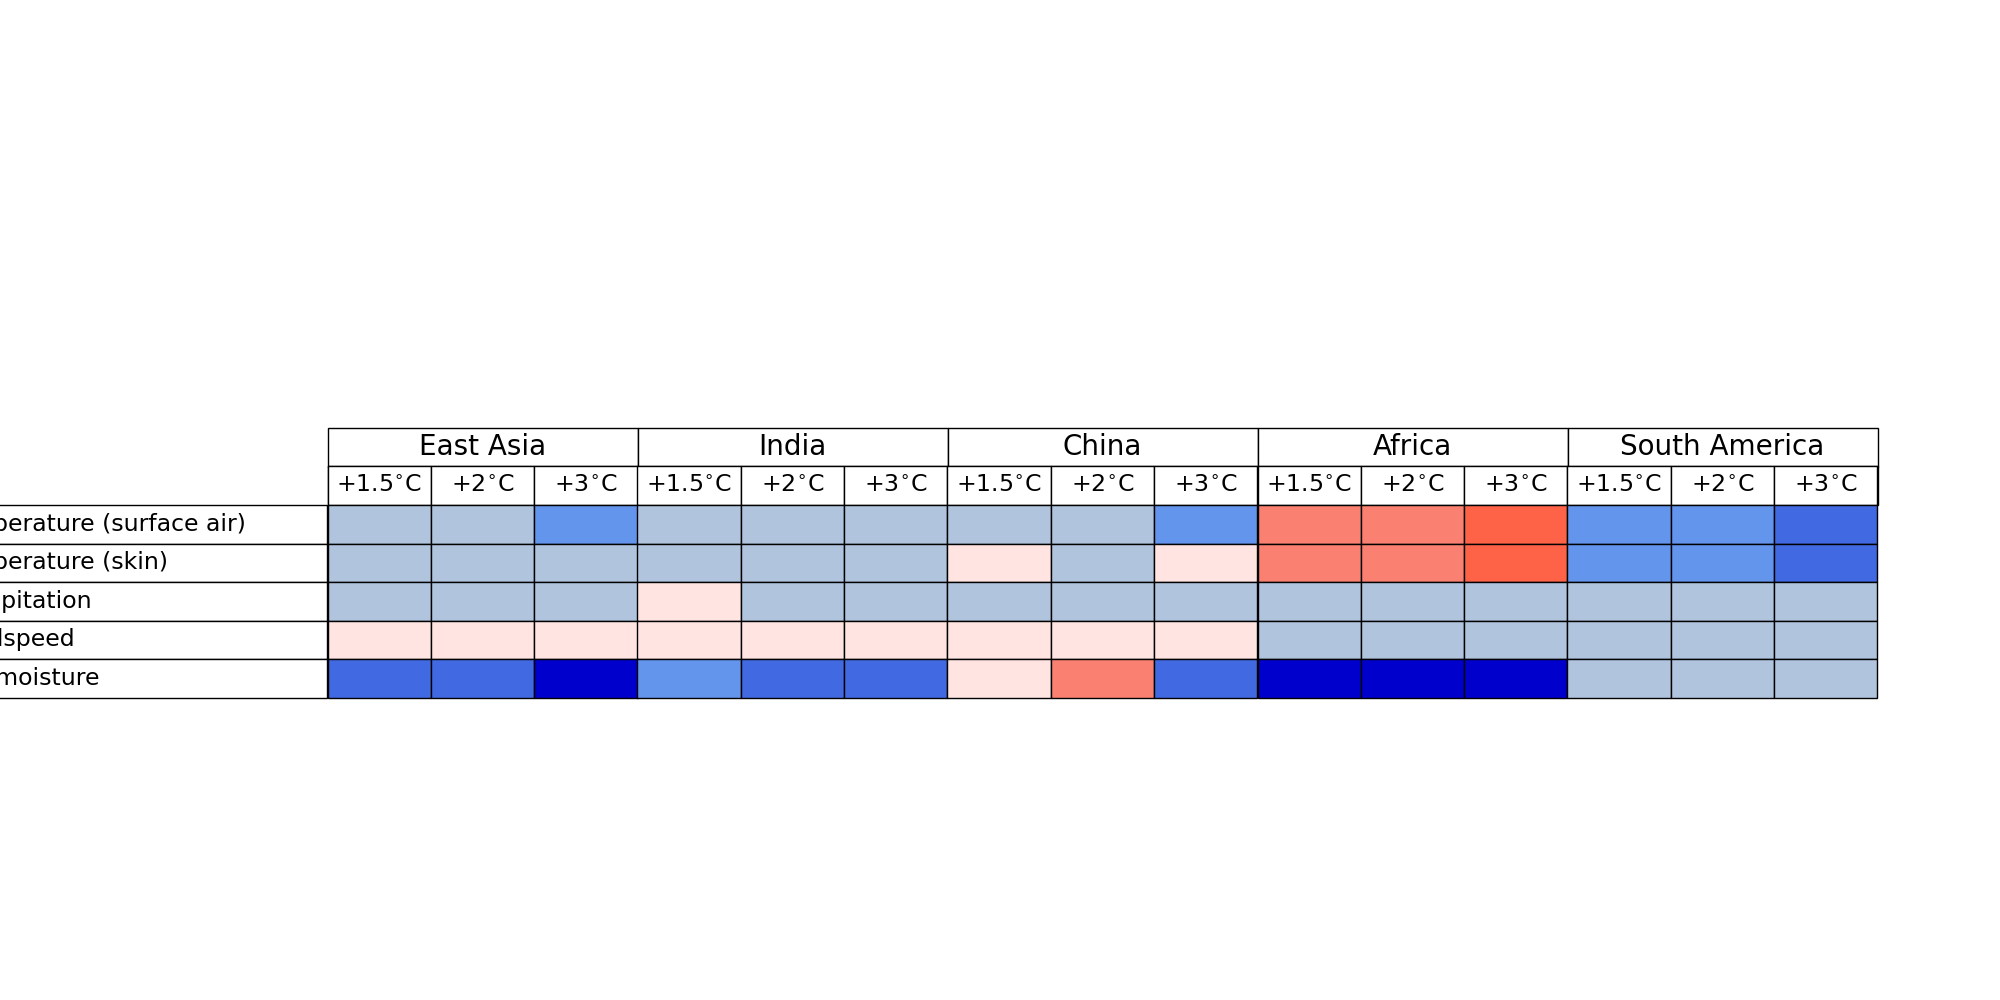 East Asia India China Africa South America
+1.5°C +2°C +3°C +1.5°C +2°C +3°C +1.5°C +2°C +3°C +1.5°C +2°C +3°C +1.5°C +2°C +3°C
perature (surface air)
perature (skin)
pitation
lspeed
moisture